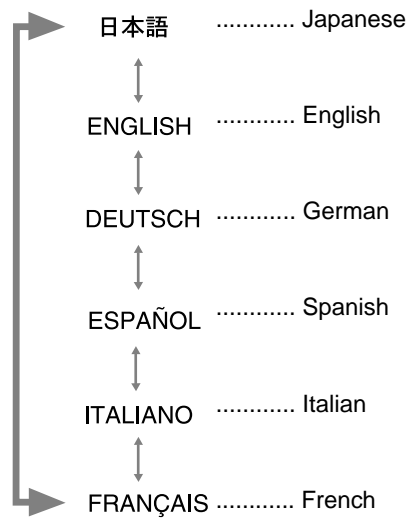 日本語 ............ Japanese
ENGLISH ............ English
DEUTSCH ............ German
ESPAÑOL ............ Spanish
ITALIANO ............ Italian
FRANÇAIS ............ French